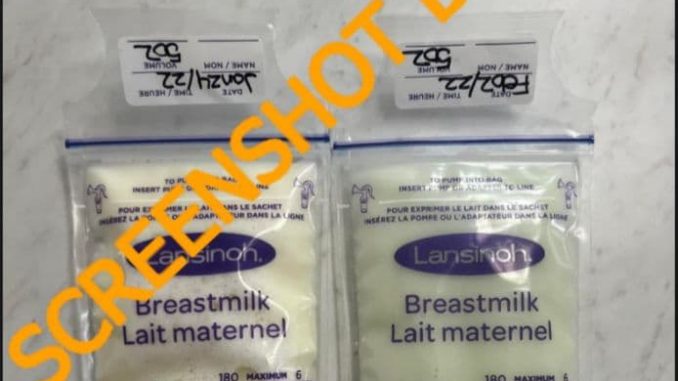 DATE TIME / HEURE
Jan24/22
NAME / NOM VOLUME
5oz
DATE TIME / HEURE
Feb2/22
NAME / NOM VOLUME
5oz
SCREENSHOT
TO PUMP INTO BAG
INSERT PUMP OR ADAPTER TO LINE
POUR EXPRIMER LE LAIT DANS LE SACHET
INSÉREZ LA POMPE OU L'ADAPTATEUR DANS LA LIGNE
Lansinoh
Breastmilk
Lait maternel
180 MAXIMUM 6
TO PUMP INTO BAG
INSERT PUMP OR ADAPTER TO LINE
POUR EXPRIMER LE LAIT DANS LE SACHET
INSÉREZ LA POMPE OU L'ADAPTATEUR DANS LA LIGNE
Lansinoh
Breastmilk
Lait maternel
180 MAXIMUM 6